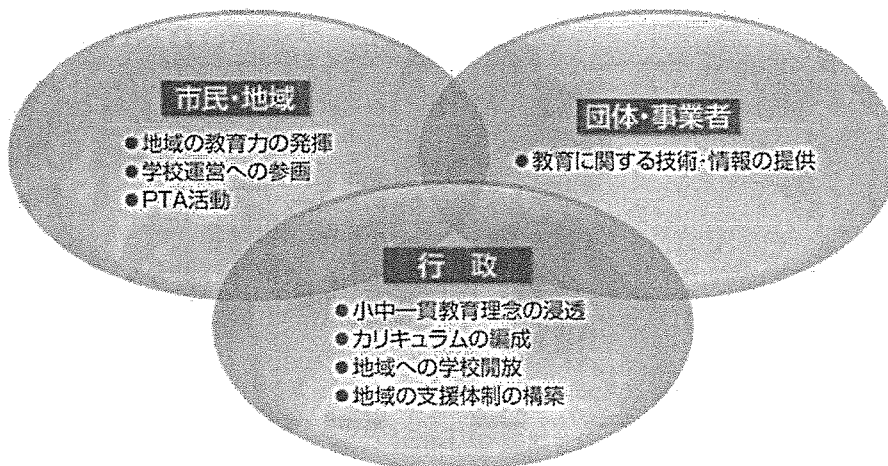 市民・地域
●地域の教育力の発揮
●学校運営への参画
●PTA活動
団体・事業者
●教育に関する技術・情報の提供
行 政
●小中一貫教育理念の浸透
●カリキュラムの編成
●地域への学校開放
●地域の支援体制の構築